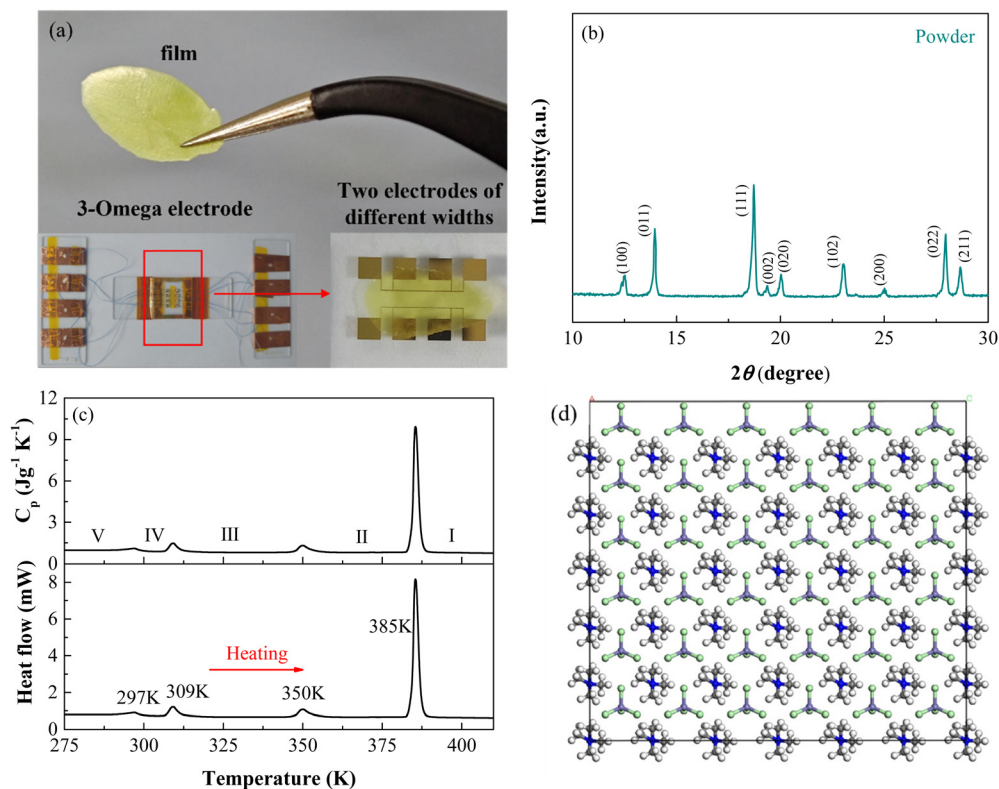 (a)
film
3-Omega electrode
Two electrodes of
different widths
(b)
Powder
Intensity(a.u.)
(100)
(011)
(111)
(002)
(020)
(102)
(200)
(022)
(211)
10
15
20
25
30
2θ (degree)
(c)
12
9
6
3
0
Cp (Jg-1 K-1)
V
IV
III
II
I
8
6
4
2
0
Heat flow (mW)
385K
Heating
297K
309K
350K
275
300
325
350
375
400
Temperature (K)
(d)
A
C